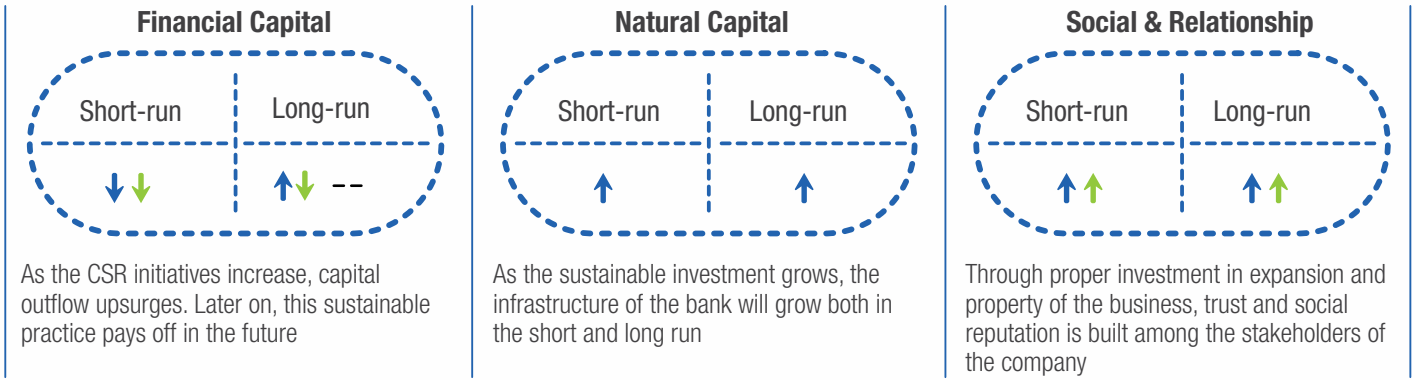 Financial Capital
Short-run
Long-run
--
As the CSR initiatives increase, capital
outflow upsurges. Later on, this sustainable
practice pays off in the future
Natural Capital
Short-run
Long-run
As the sustainable investment grows, the
infrastructure of the bank will grow both in
the short and long run
Social & Relationship
Short-run
Long-run
Through proper investment in expansion and
property of the business, trust and social
reputation is built among the stakeholders of
the company